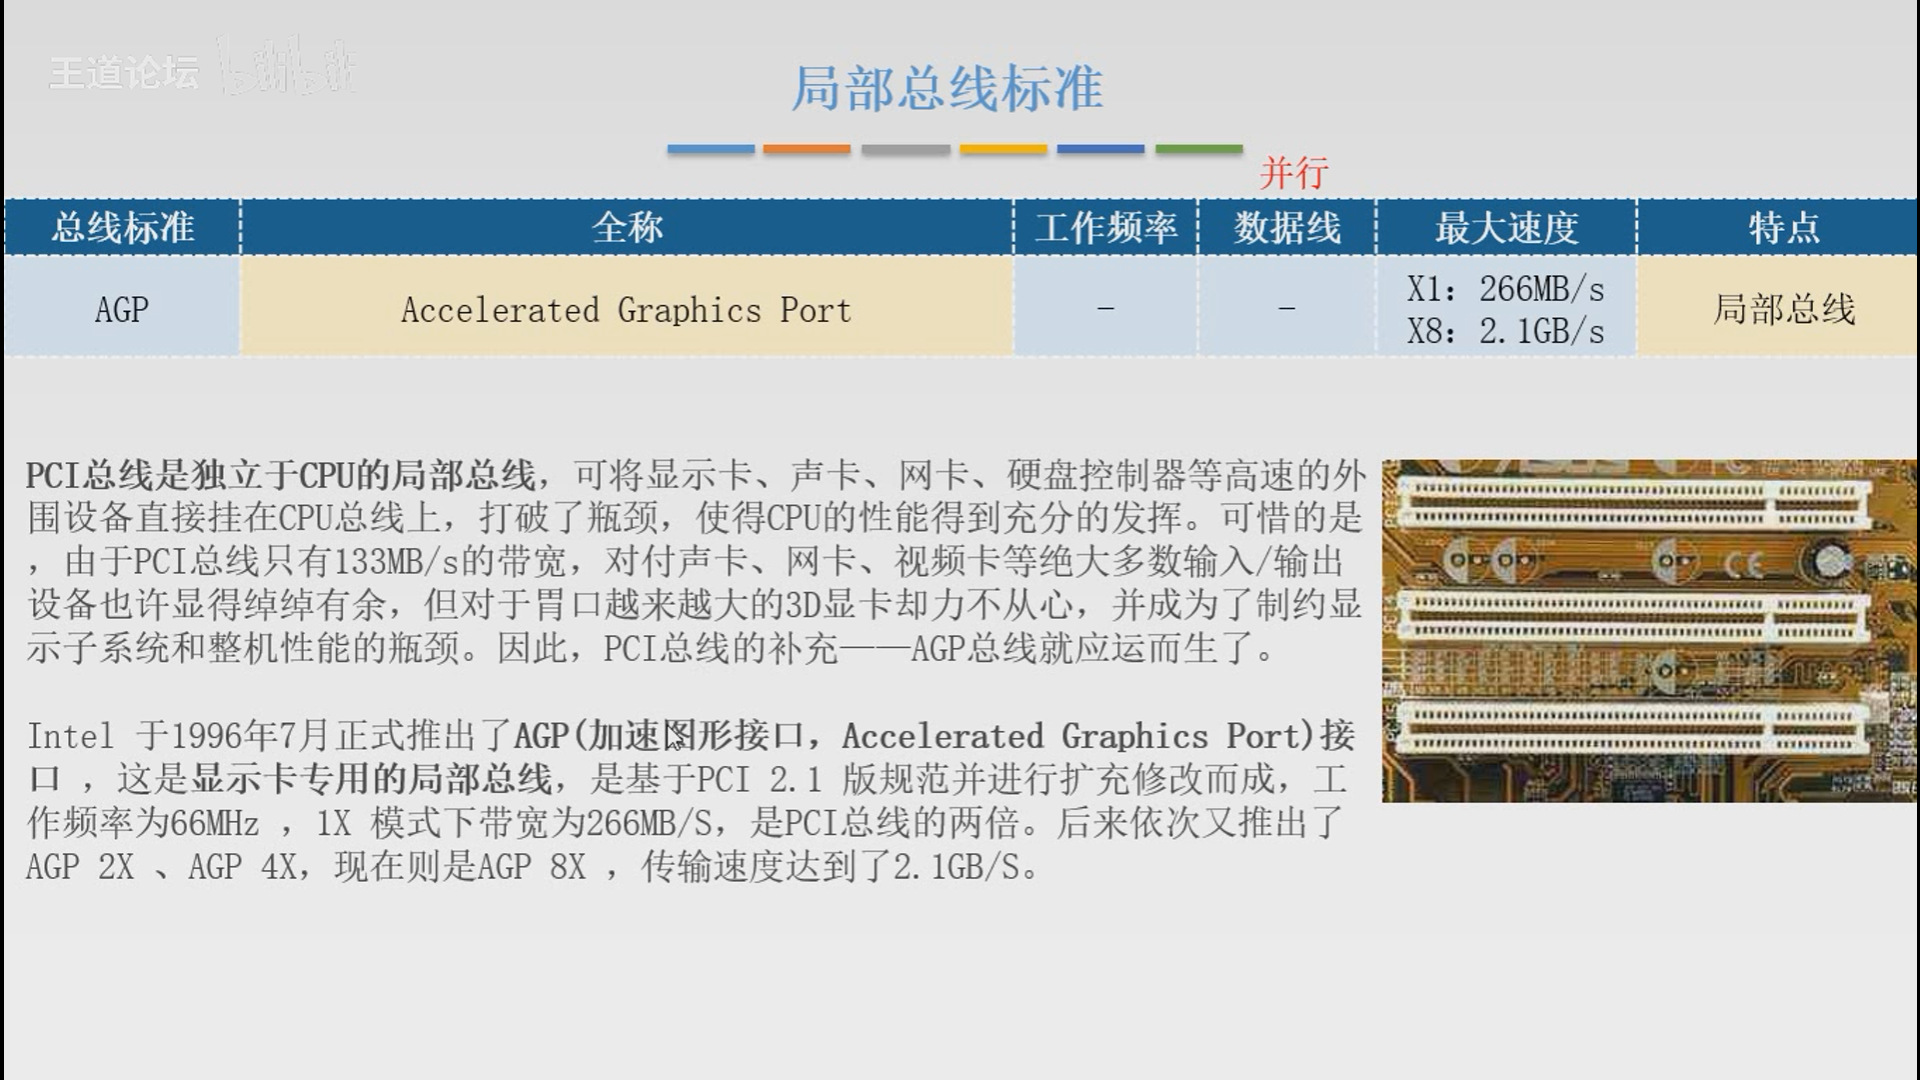 王道论坛 bilibili
局部总线标准
并行
总线标准 全称 工作频率 数据线 最大速度 特点
AGP Accelerated Graphics Port - - X1：266MB/s X8：2.1GB/s 局部总线
PCI总线是独立于CPU的局部总线，可将显示卡、声卡、网卡、硬盘控制器等高速的外
围设备直接挂在CPU总线上，打破了瓶颈，使得CPU的性能得到充分的发挥。可惜的是
，由于PCI总线只有133MB/s的带宽，对付声卡、网卡、视频卡等绝大多数输入/输出
设备也许显得绰绰有余，但对于胃口越来越大的3D显卡却力不从心，并成为了制约显
示子系统和整机性能的瓶颈。因此，PCI总线的补充——AGP总线就应运而生了。
Intel 于1996年7月正式推出了AGP(加速图形接口，Accelerated Graphics Port)接
口 ，这是显示卡专用的局部总线，是基于PCI 2.1 版规范并进行扩充修改而成，工
作频率为66MHz ，1X 模式下带宽为266MB/S，是PCI总线的两倍。后来依次又推出了
AGP 2X 、AGP 4X，现在则是AGP 8X ，传输速度达到了2.1GB/S。